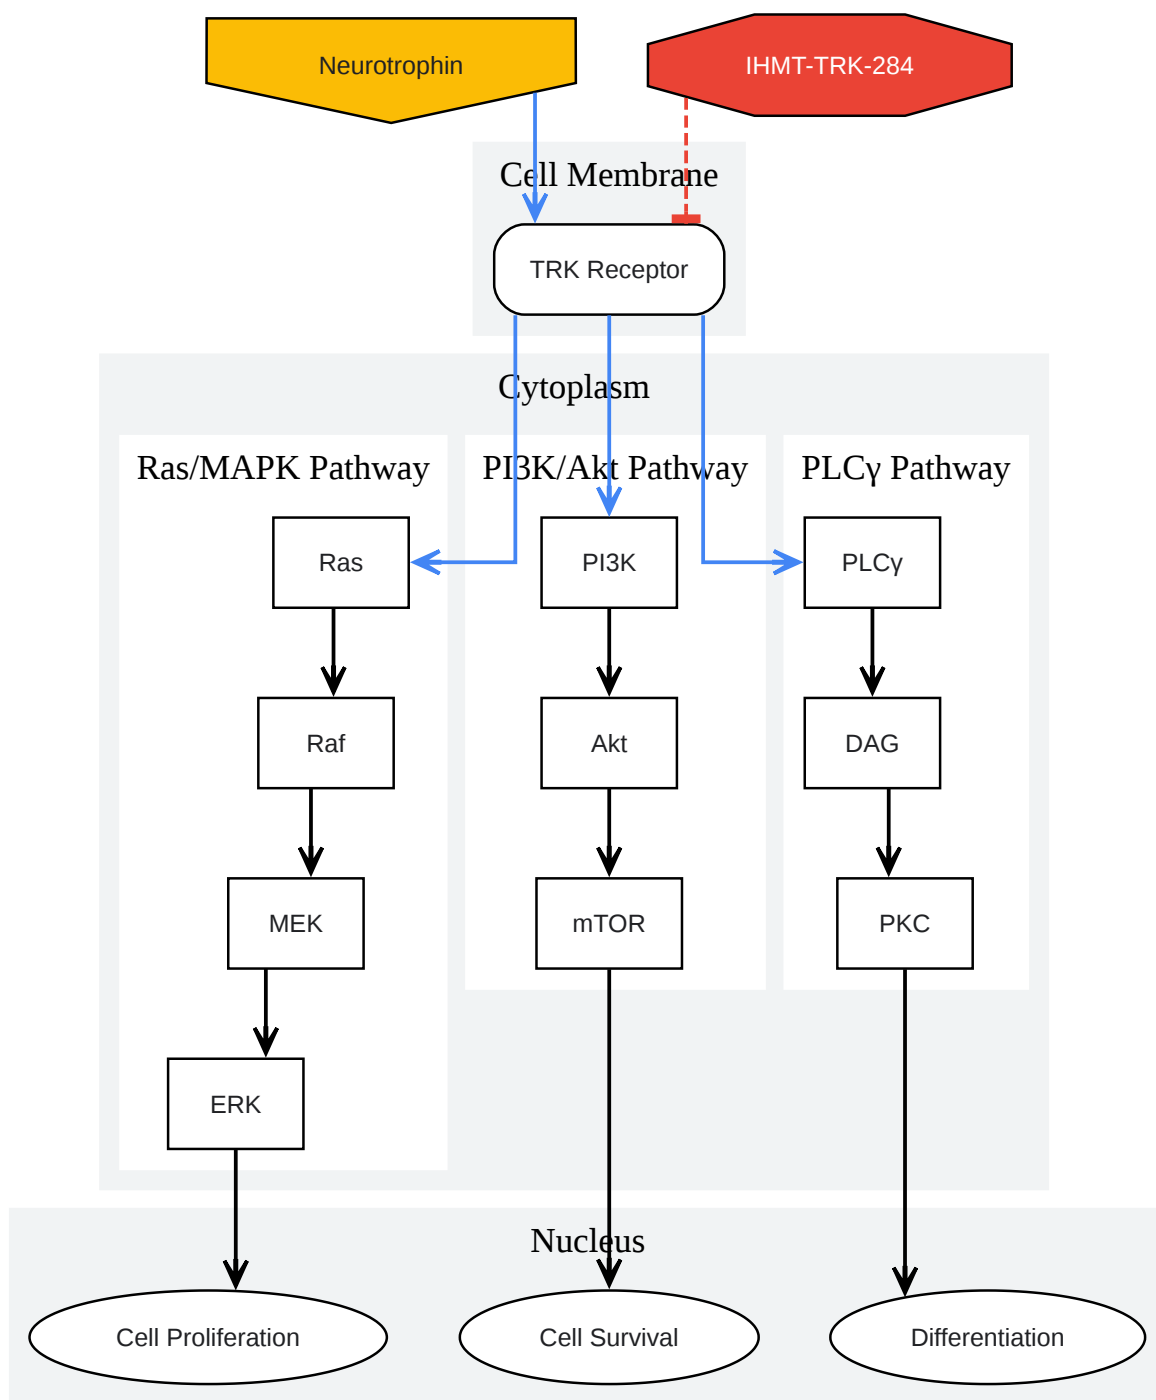 Neurotrophin
IHMT-TRK-284
Cell Membrane
TRK Receptor
Cytoplasm
Ras/MAPK Pathway
PI3K/Akt Pathway
PLCγ Pathway
Ras
PI3K
PLCγ
Raf
Akt
DAG
MEK
mTOR
PKC
ERK
Nucleus
Cell Proliferation
Cell Survival
Differentiation